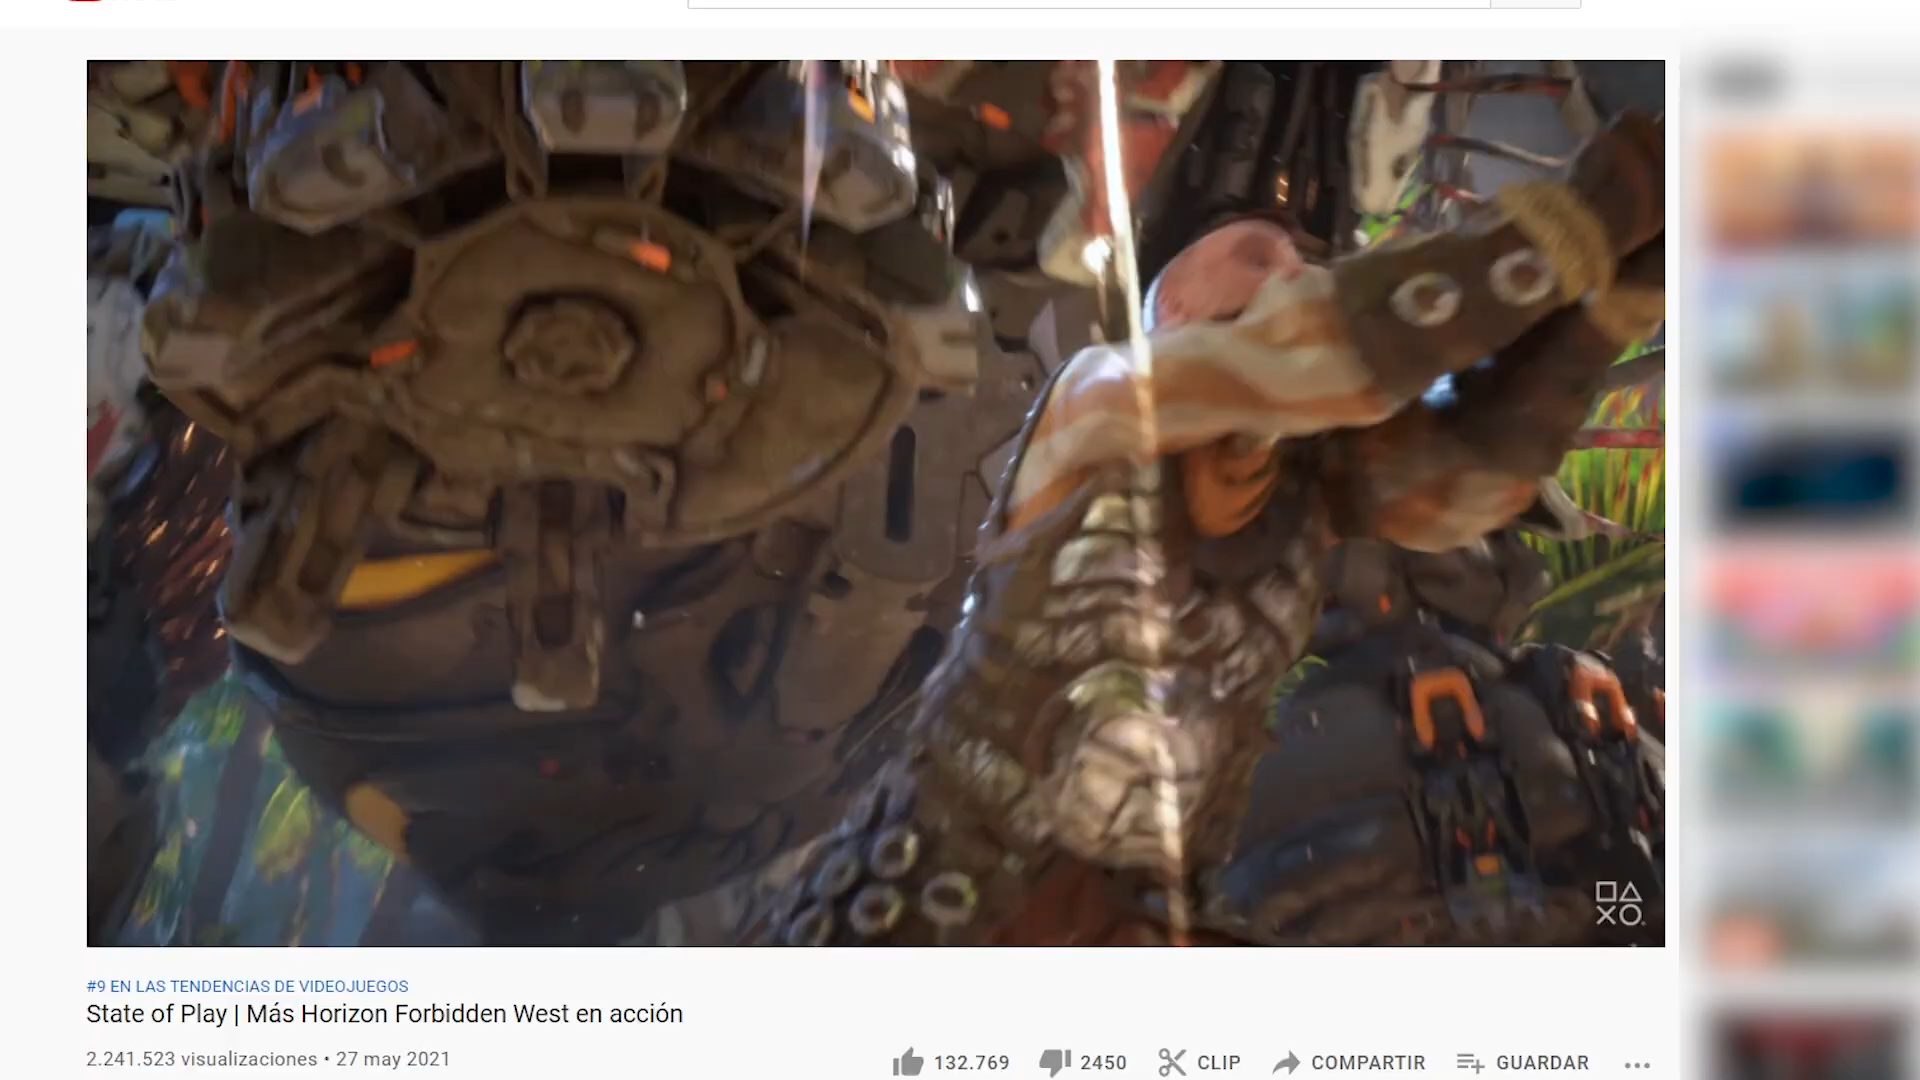 #9 EN LAS TENDENCIAS DE VIDEOJUEGOS
State of Play | Más Horizon Forbidden West en acción
2.241.523 visualizaciones • 27 may 2021
132.769 2450 CLIP COMPARTIR GUARDAR